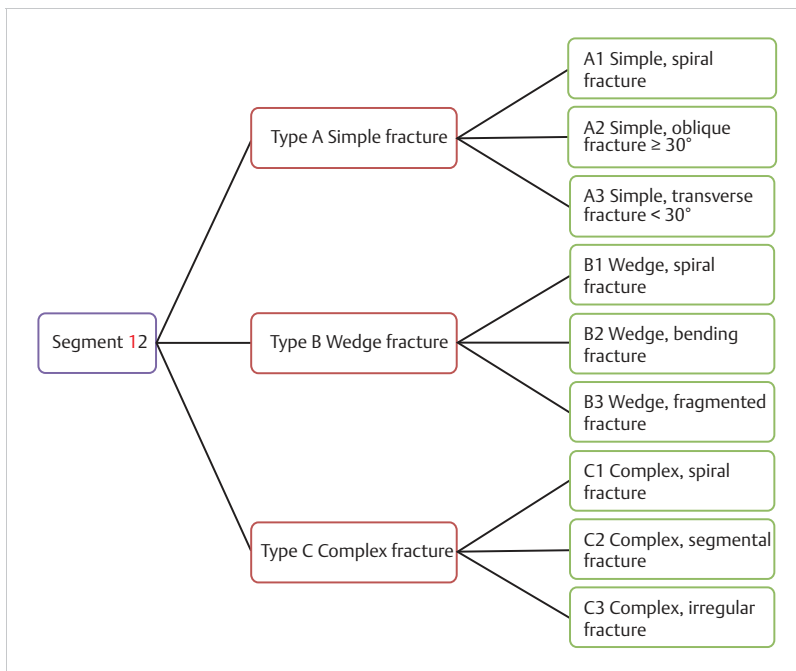 Segment 12
Type A Simple fracture
A1 Simple, spiral
fracture
A2 Simple, oblique
fracture ≥ 30°
A3 Simple, transverse
fracture < 30°
Type B Wedge fracture
B1 Wedge, spiral
fracture
B2 Wedge, bending
fracture
B3 Wedge, fragmented
fracture
Type C Complex fracture
C1 Complex, spiral
fracture
C2 Complex, segmental
fracture
C3 Complex, irregular
fracture